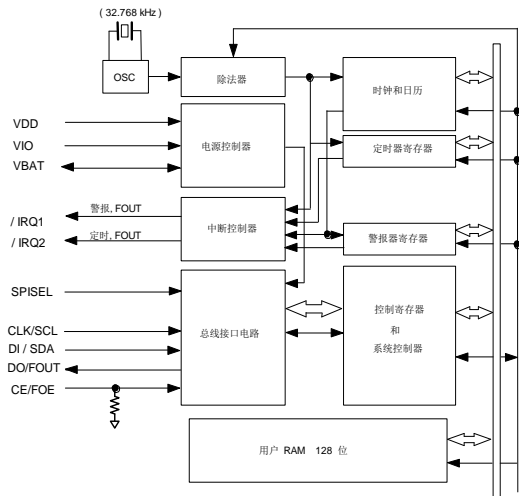 ( 32.768 kHz )
OSC
除法器
时钟和日历
VDD
VIO
VBAT
电源控制器
定时器寄存器
警报, FOUT
/ IRQ1
定时, FOUT
/ IRQ2
中断控制器
警报器寄存器
SPISEL
CLK/SCL
DI / SDA
DO/FOUT
CE/FOE
总线接口电路
控制寄存器
和
系统控制器
用户 RAM 128 位